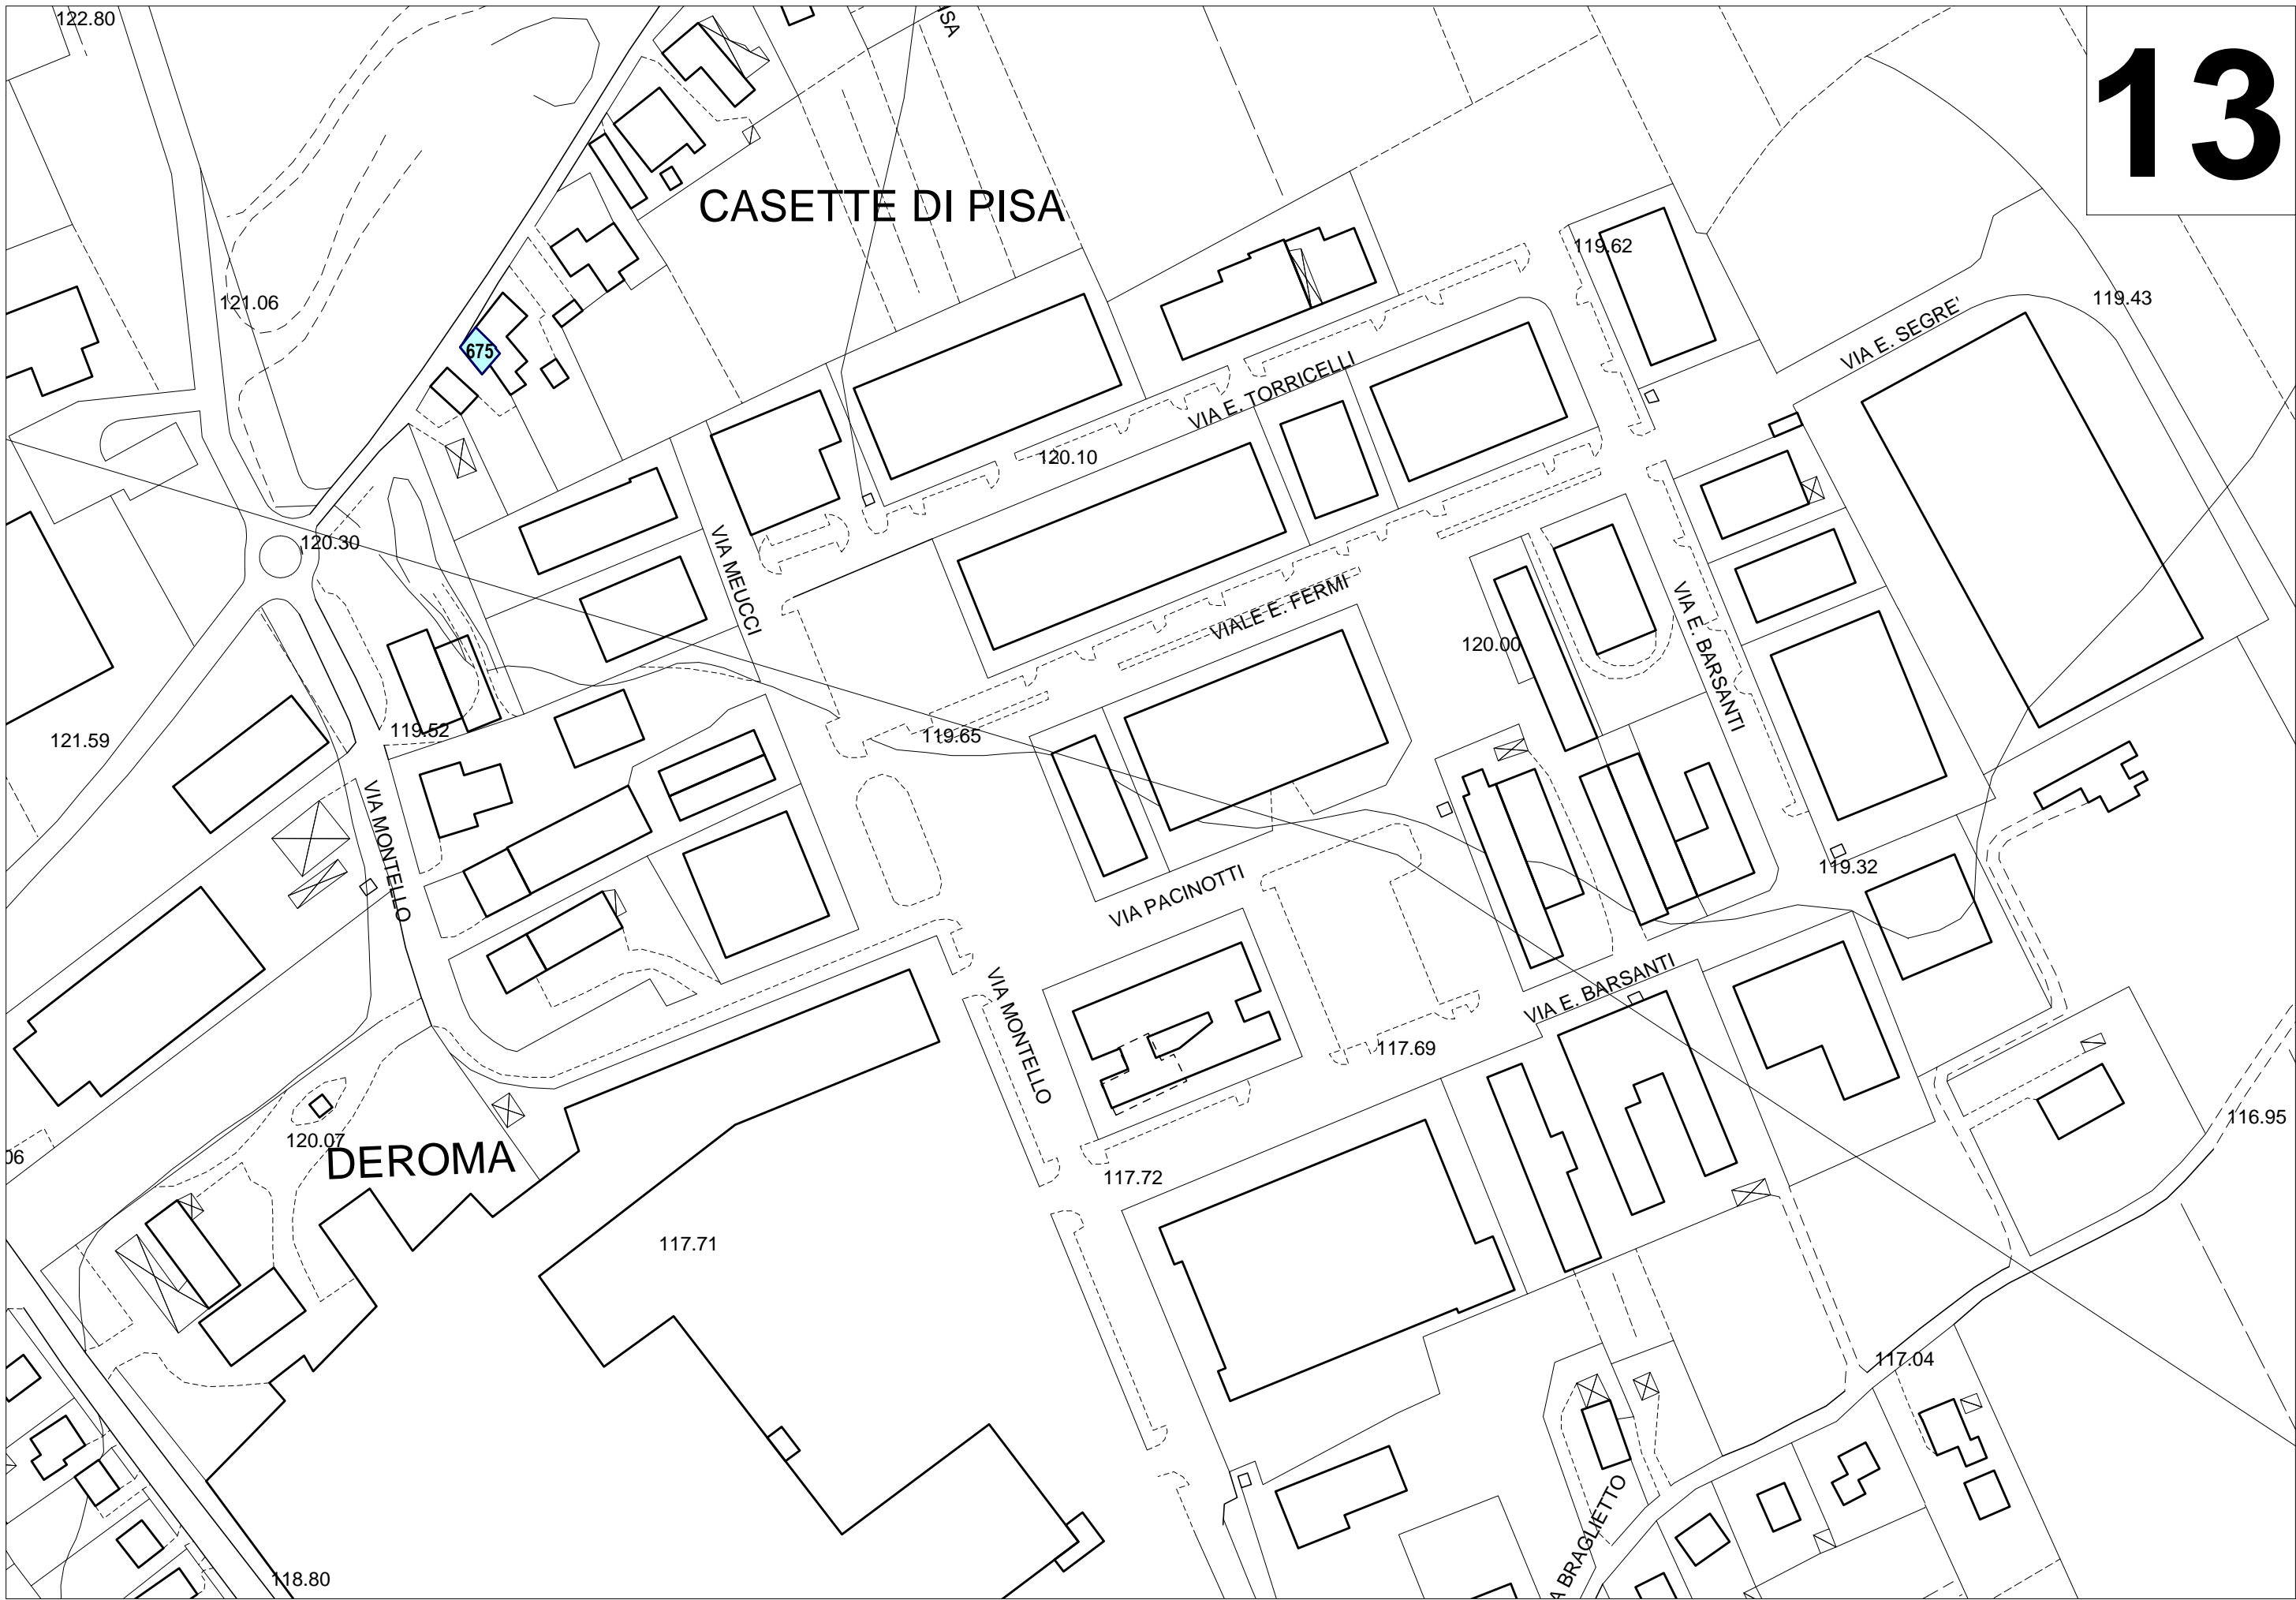 122.80
ISA
13
CASETTE DI PISA
119.62
119.43
121.06
VIA E. SEGRE'
675
VIA E. TORRICELLI
120.10
120.30
VIA MEUCCI
VIALE E. FERMI
VIA E. BARSANTI
120.00
119.52
121.59
119.65
VIA MONTELLO
119.32
VIA PACINOTTI
VIA E. BARSANTI
VIA MONTELLO
117.69
116.95
120.07
DEROMA
06
117.72
117.71
117.04
A BRAGLIETTO
118.80